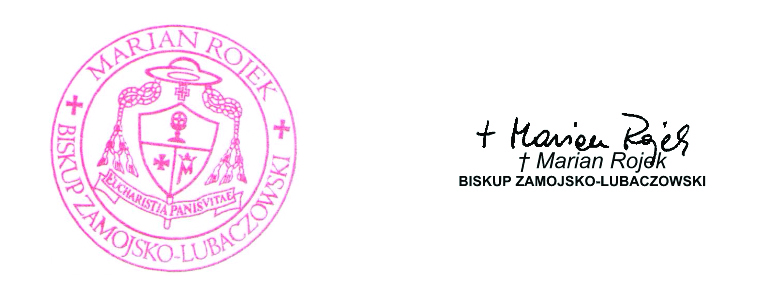 MARIAN ROJEK
BISKUP ZAMOJSKO-LUBACZOWSKI
EUCHARISTIA PANIS VITAE
† Marian Rojek
† Marian Rojek
BISKUP ZAMOJSKO-LUBACZOWSKI